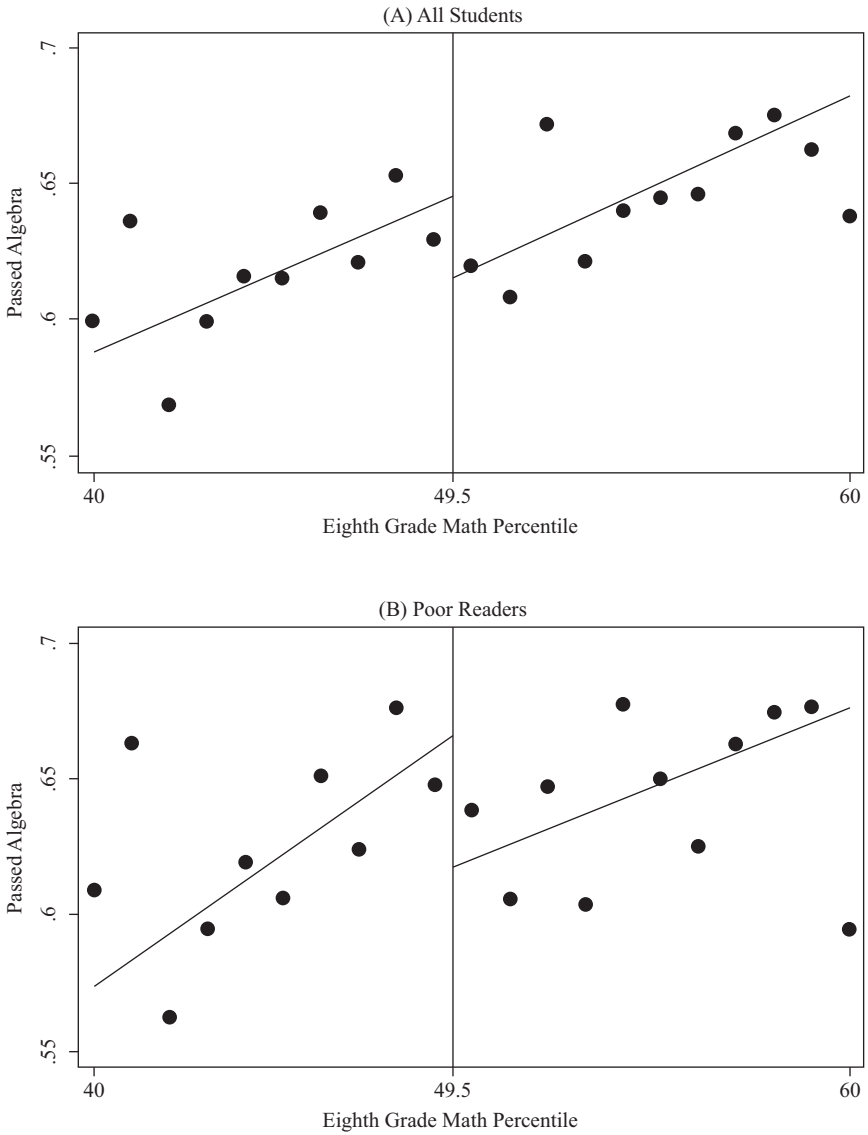 (A) All Students
.7
.65
.6
.55
Passed Algebra
40 49.5 60
Eighth Grade Math Percentile
(B) Poor Readers
.7
.65
.6
.55
Passed Algebra
40 49.5 60
Eighth Grade Math Percentile